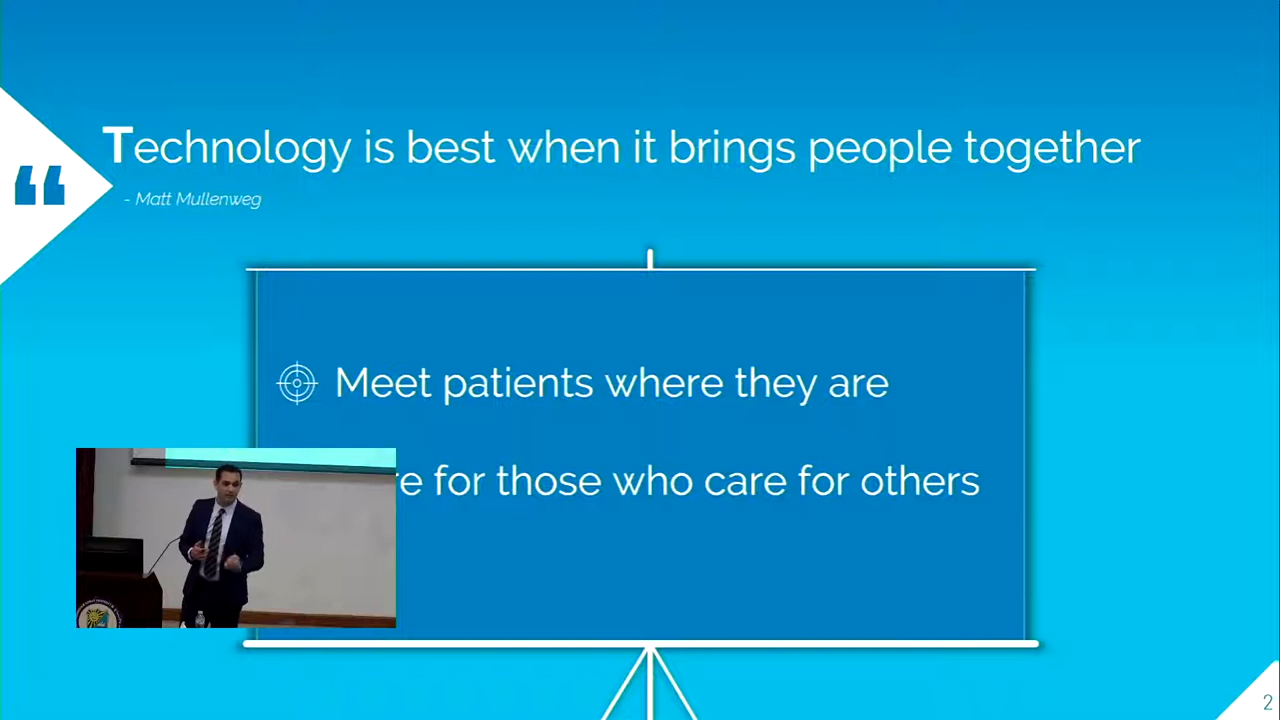 “
Technology is best when it brings people together
- Matt Mullenweg
Meet patients where they are
for those who care for others
2